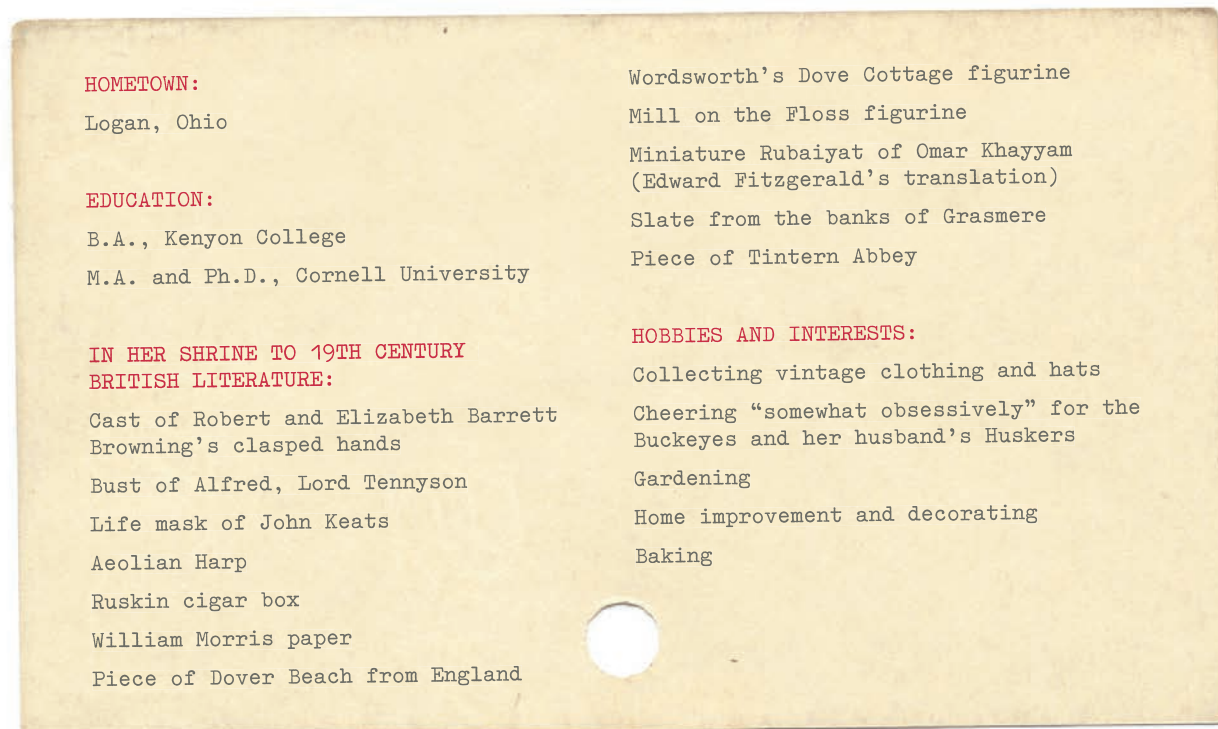 HOMETOWN:
Logan, Ohio
EDUCATION:
B.A., Kenyon College
M.A. and Ph.D., Cornell University
IN HER SHRINE TO 19TH CENTURY
BRITISH LITERATURE:
Cast of Robert and Elizabeth Barrett
Browning’s clasped hands
Bust of Alfred, Lord Tennyson
Life mask of John Keats
Aeolian Harp
Ruskin cigar box
William Morris paper
Piece of Dover Beach from England
Wordsworth’s Dove Cottage figurine
Mill on the Floss figurine
Miniature Rubaiyat of Omar Khayyam
(Edward Fitzgerald’s translation)
Slate from the banks of Grasmere
Piece of Tintern Abbey
HOBBIES AND INTERESTS:
Collecting vintage clothing and hats
Cheering “somewhat obsessively” for the
Buckeyes and her husband’s Huskers
Gardening
Home improvement and decorating
Baking